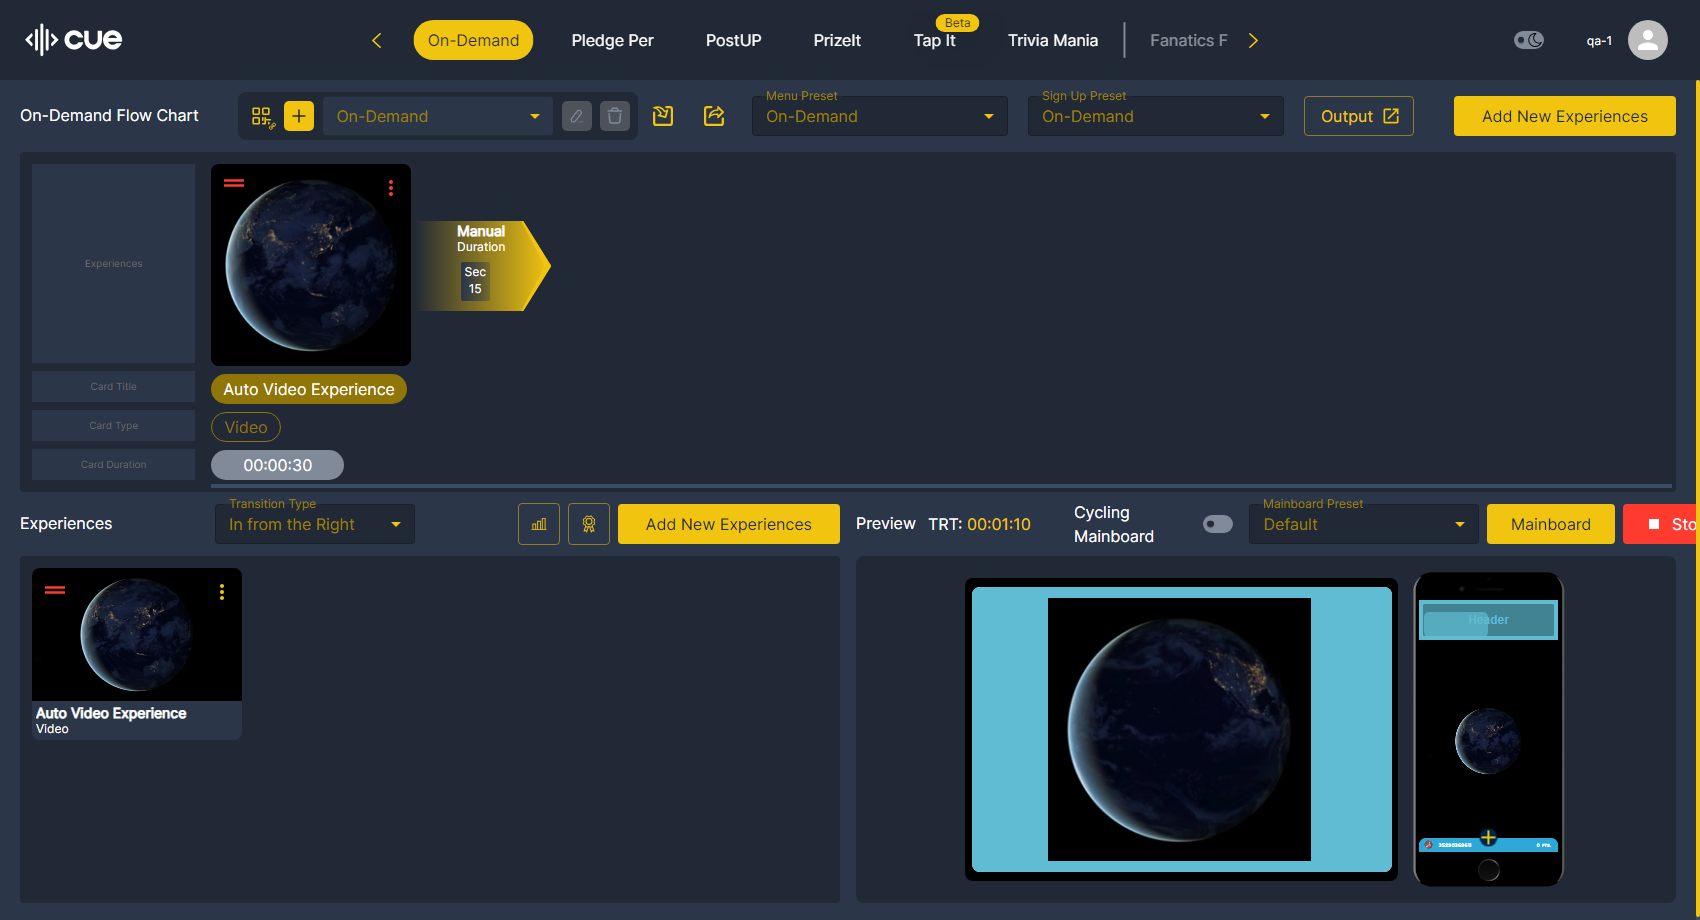 cue
On-Demand
Pledge Per
PostUP
PrizeIt
Tap It
Beta
Trivia Mania
Fanatics F
qa-1
On-Demand Flow Chart
On-Demand
Menu Preset
On-Demand
Sign Up Preset
On-Demand
Output
Add New Experiences
Experiences
Manual
Duration
Sec
15
Card Title
Auto Video Experience
Card Type
Video
Card Duration
00:00:30
Experiences
Transition Type
In from the Right
Add New Experiences
Preview
TRT: 00:01:10
Cycling
Mainboard
Mainboard Preset
Default
Mainboard
Sto
Auto Video Experience
Video
Header
0 PTS.